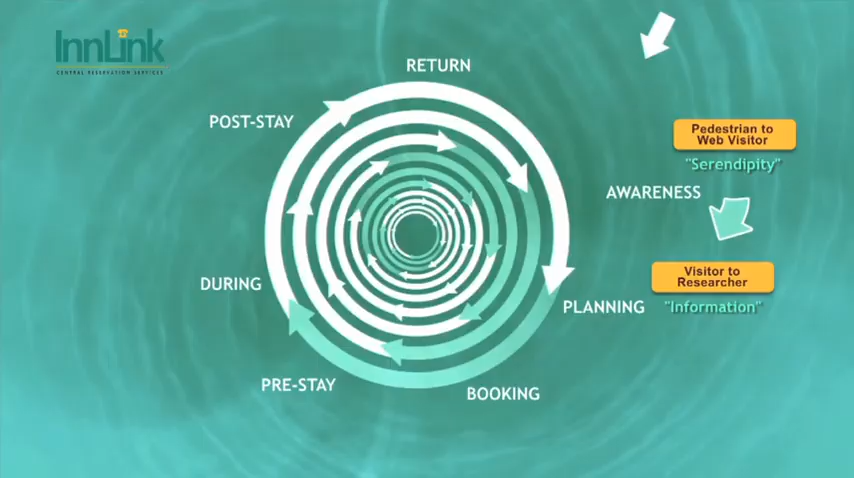 InnLink
CENTRAL RESERVATION SERVICES
RETURN
POST-STAY
Pedestrian to
Web Visitor
"Serendipity"
AWARENESS
Visitor to
Researcher
"Information"
DURING
PLANNING
PRE-STAY
BOOKING